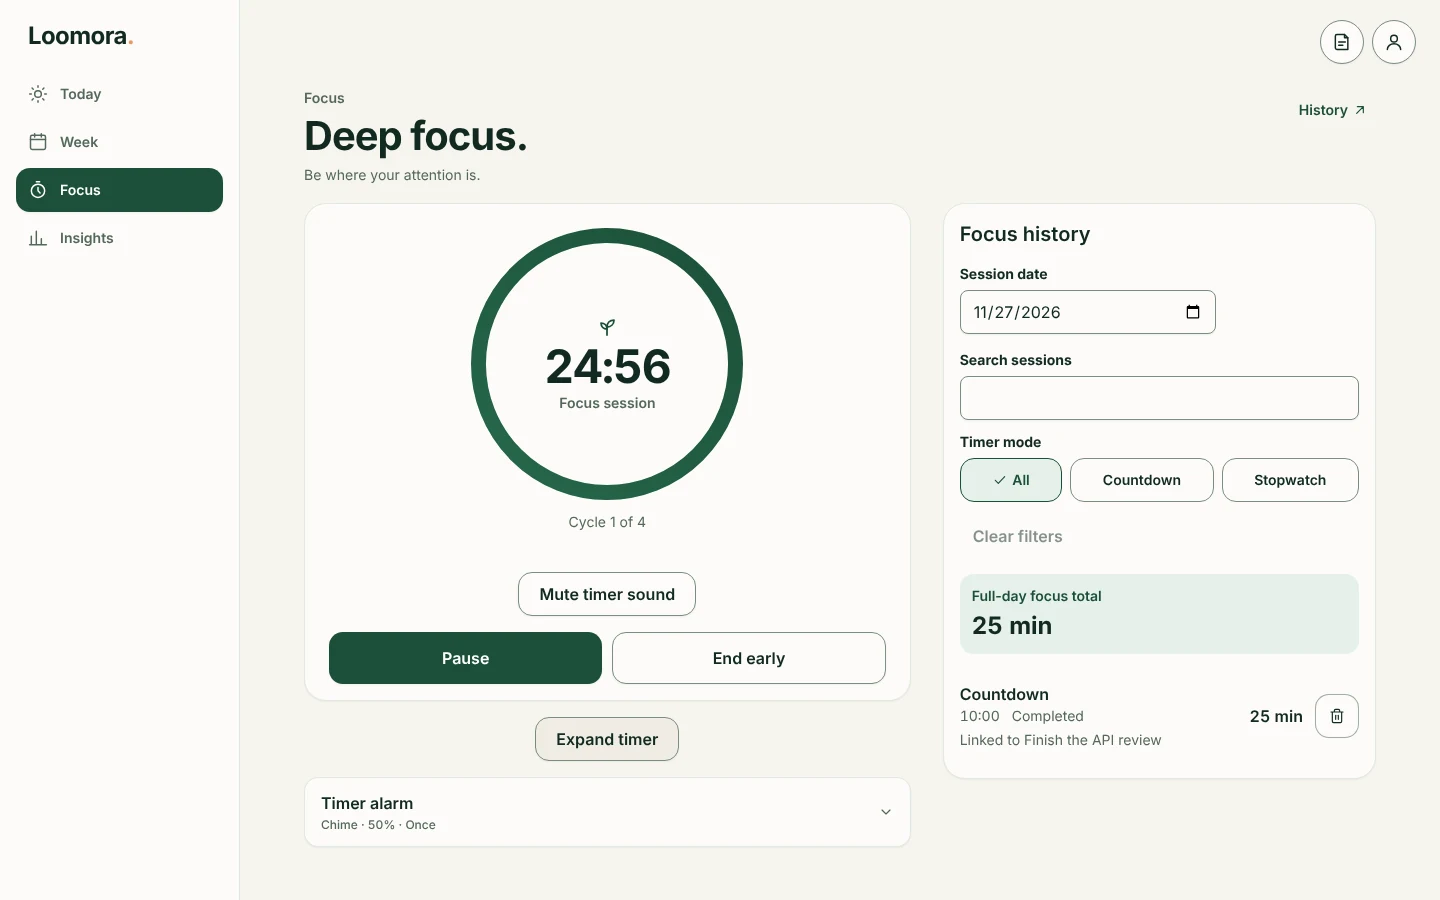 Loomora.
Today
Week
Focus
Insights
Focus
Deep focus.
Be where your attention is.
History
24:56
Focus session
Cycle 1 of 4
Mute timer sound
Pause
End early
Expand timer
Timer alarm
Chime · 50% · Once
Focus history
Session date
11/27/2026
Search sessions
Timer mode
All
Countdown
Stopwatch
Clear filters
Full-day focus total
25 min
Countdown
10:00 Completed
Linked to Finish the API review
25 min